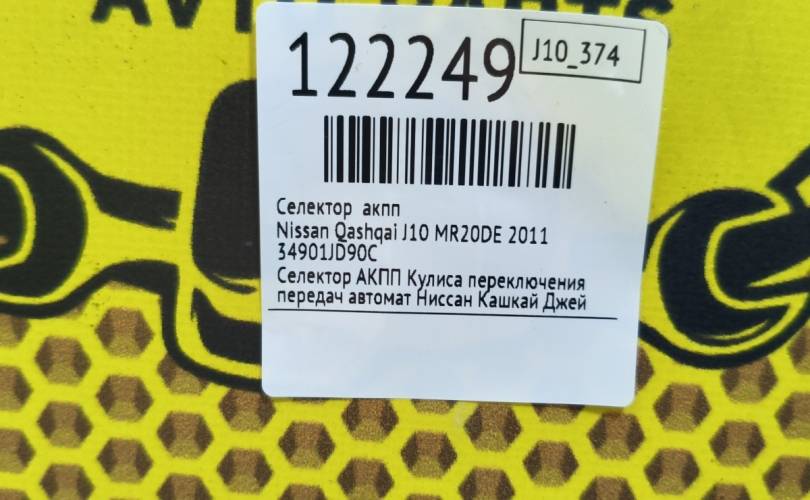 122249
J10_374
Селектор акпп
Nissan Qashqai J10 MR20DE 2011
34901JD90C
Селектор АКПП Кулиса переключения
передач автомат Ниссан Кашкай Джей